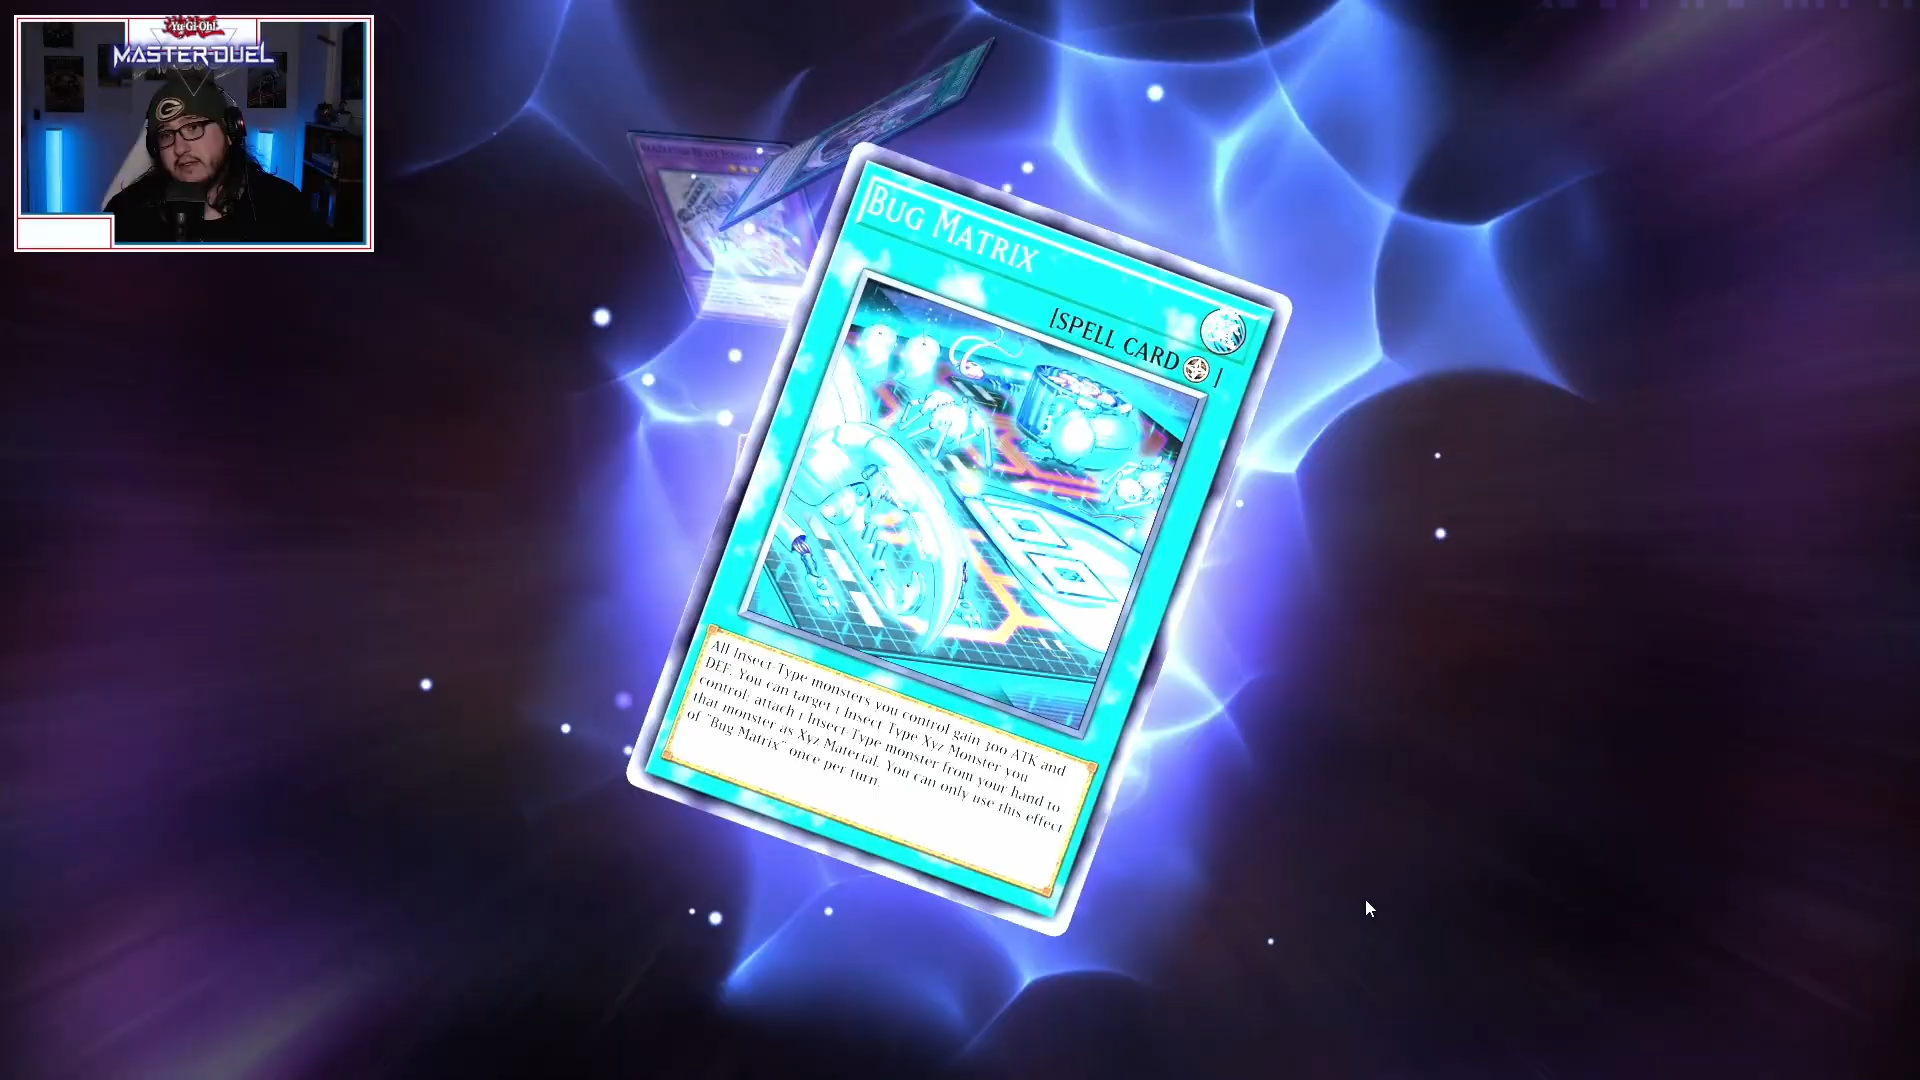 Yu-Gi-Oh!
MASTER DUEL
BUG MATRIX
[SPELL CARD ]
All Insect-Type monsters you control gain 300 ATK and
DEF. You can target 1 Insect-Type Xyz Monster you
control; attach 1 Insect-Type monster from your hand to
that monster as Xyz Material. You can only use this effect
of "Bug Matrix" once per turn.